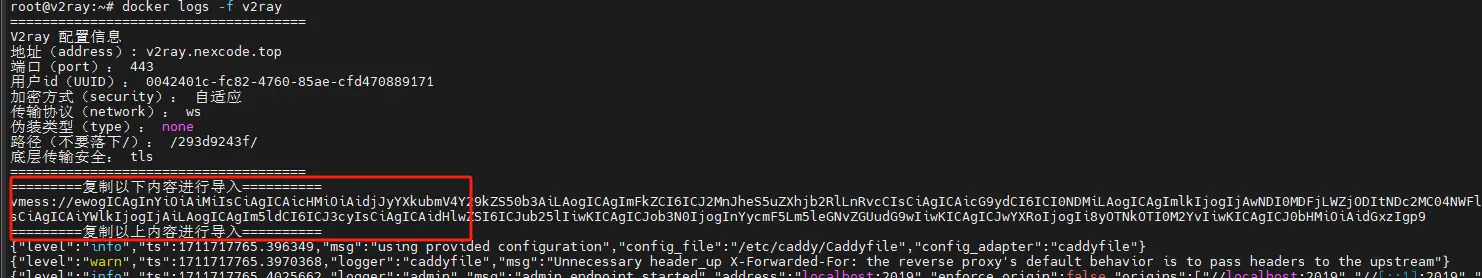 root@v2ray:~# docker logs -f v2ray
=====================================
V2ray 配置信息
地址（address）: v2ray.nexcode.top
端口（port）： 443
用户id（UUID）： 0042401c-fc82-4760-85ae-cfd470889171
加密方式（security）： 自适应
传输协议（network）： ws
伪装类型（type）： none
路径（不要落下/）： /293d9243f/
底层传输安全： tls
=====================================
=========复制以下内容进行导入==========
vmess://ewogICAgInYiOiAiMiIsCiAgICAicHMiOiAidjJyYXkubmV4Y29kZS50b3AiLAogICAgImFkZCI6ICJ2MnJheS5uZXhjb2RlLnRvcCIsCiAgICAicG9ydCI6ICI0NDMiLAogICAgImlkIjogIjAwNDI0MDFjLWZjODItNDc2MC04NWFl
sCiAgICAiYWlkIjogIjAiLAogICAgIm5ldCI6ICJ3cyIsCiAgICAidHlwZSI6ICJub25lIiwKICAgICJob3N0IjogInYycmF5Lm5leGNvZGUudG9wIiwKICAgICJwYXRoIjogIi8yOTNkOTI0M2YvIiwKICAgICJ0bHMiOiAidGxzIgp9
=========复制以上内容进行导入==========
{"level":"info","ts":1711717765.396349,"msg":"using provided configuration","config_file":"/etc/caddy/Caddyfile","config_adapter":"caddyfile"}
{"level":"warn","ts":1711717765.3970368,"logger":"caddyfile","msg":"Unnecessary header_up X-Forwarded-For: the reverse proxy's default behavior is to pass headers to the upstream"}
{"level":"info","ts":1711717765.4025662,"logger":"admin","msg":"admin endpoint started","address":"localhost:2019","enforce_origin":false,"origins":["//localhost:2019","//[::1]:2019"